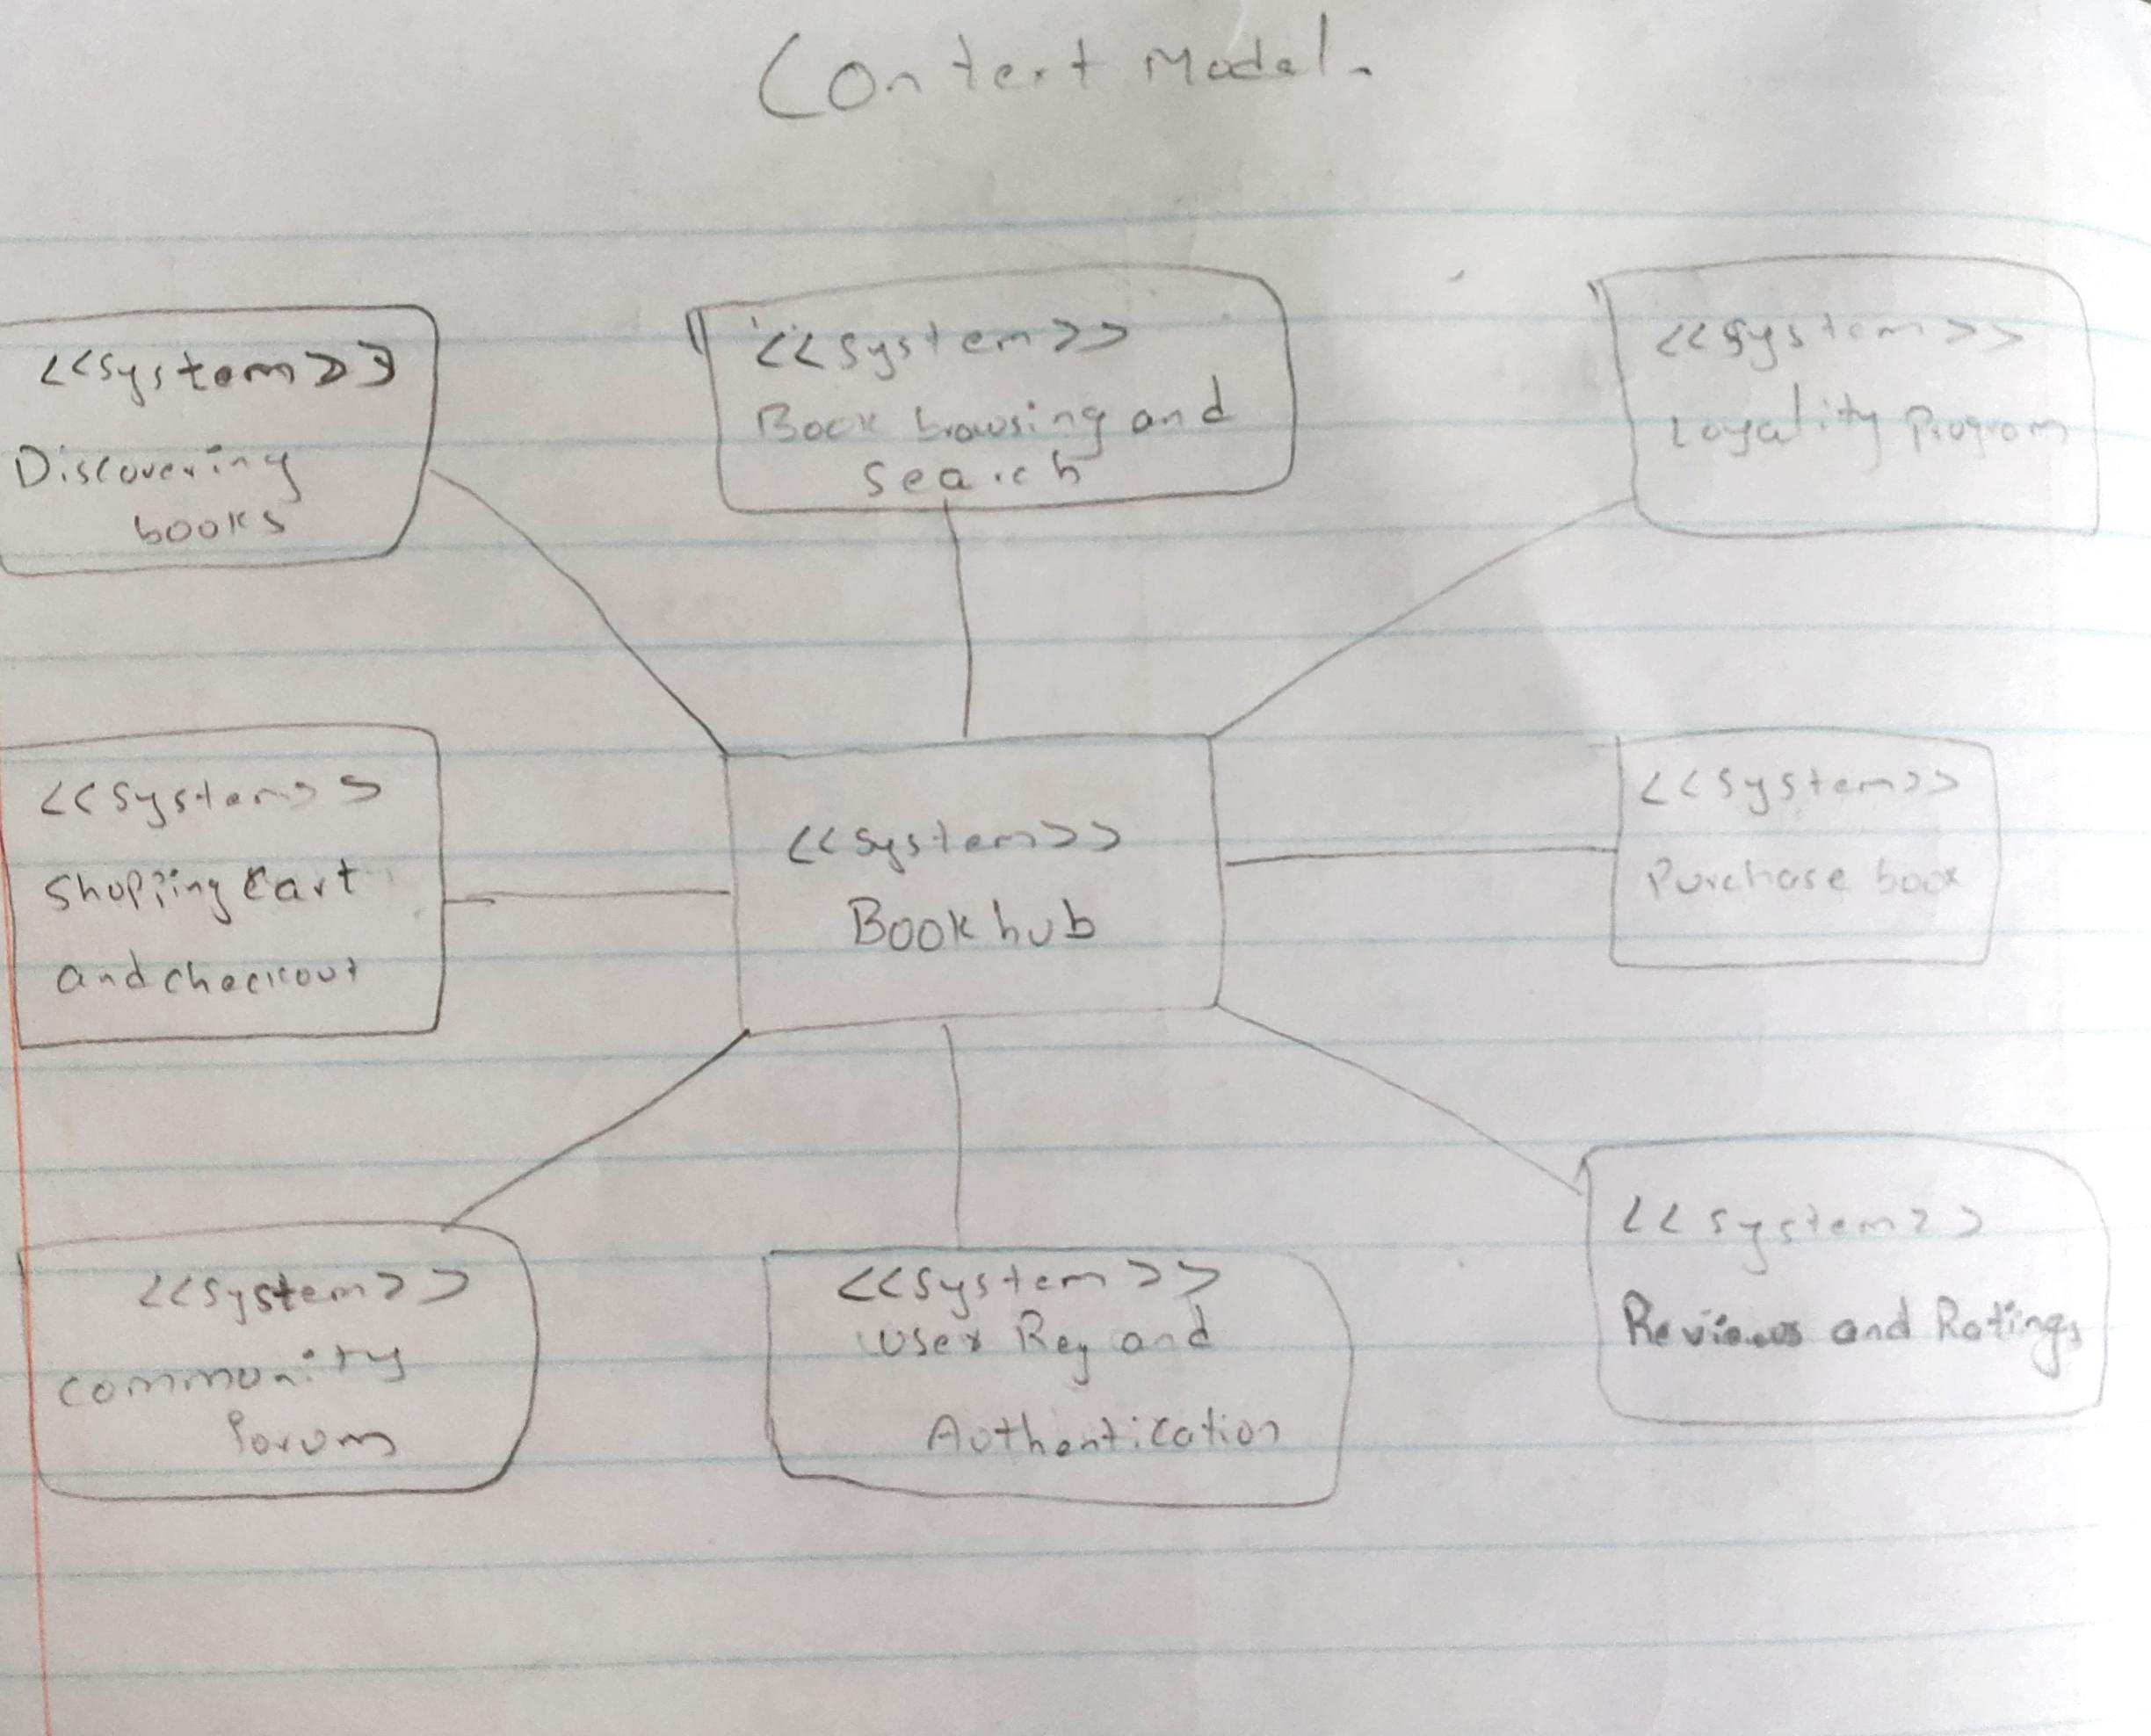 Context Model.
<<System>>
Discovering
books
<<System>>
Book browsing and
search
<<System>>
Loyality Program
<<System>>
Shopping Cart
and checkout
<<System>>
Book hub
<<System>>
Purchase book
<<System>>
Community
Forum
<<System>>
User Reg and
Authentication
<<System>>
Reviews and Ratings